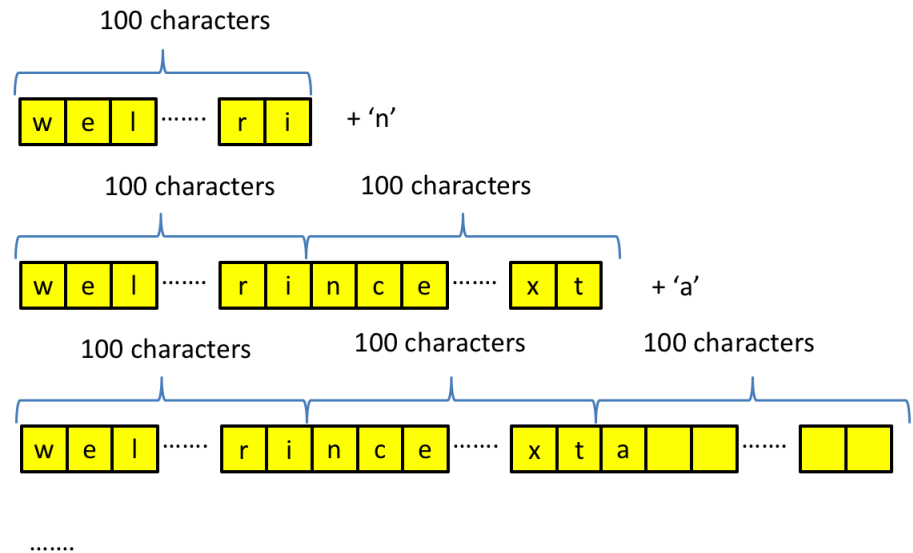 100 characters
w e l ....... r i + ‘n’
100 characters 100 characters
w e l ....... r i n c e ....... x t + ‘a’
100 characters 100 characters 100 characters
w e l ....... r i n c e ....... x t a .......
.......